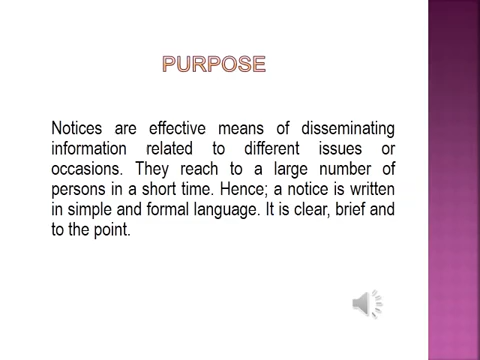 PURPOSE
Notices are effective means of disseminating
information related to different issues or
occasions. They reach to a large number of
persons in a short time. Hence; a notice is written
in simple and formal language. It is clear, brief and
to the point.